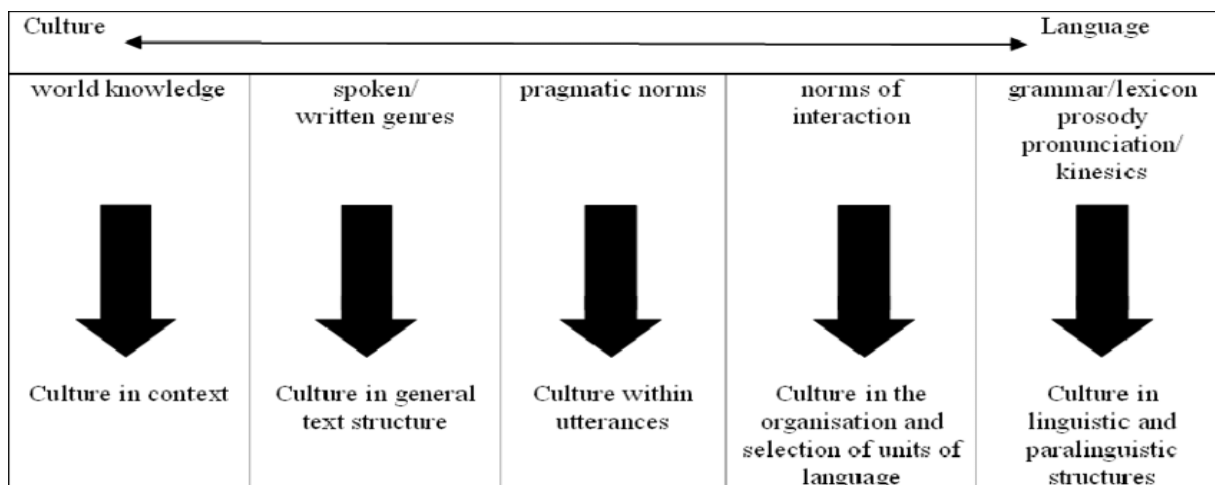 Culture
Language
world knowledge
spoken/
written genres
pragmatic norms
norms of
interaction
grammar/lexicon
prosody
pronunciation/
kinesics
Culture in context
Culture in general
text structure
Culture within
utterances
Culture in the
organisation and
selection of units of
language
Culture in
linguistic and
paralinguistic
structures